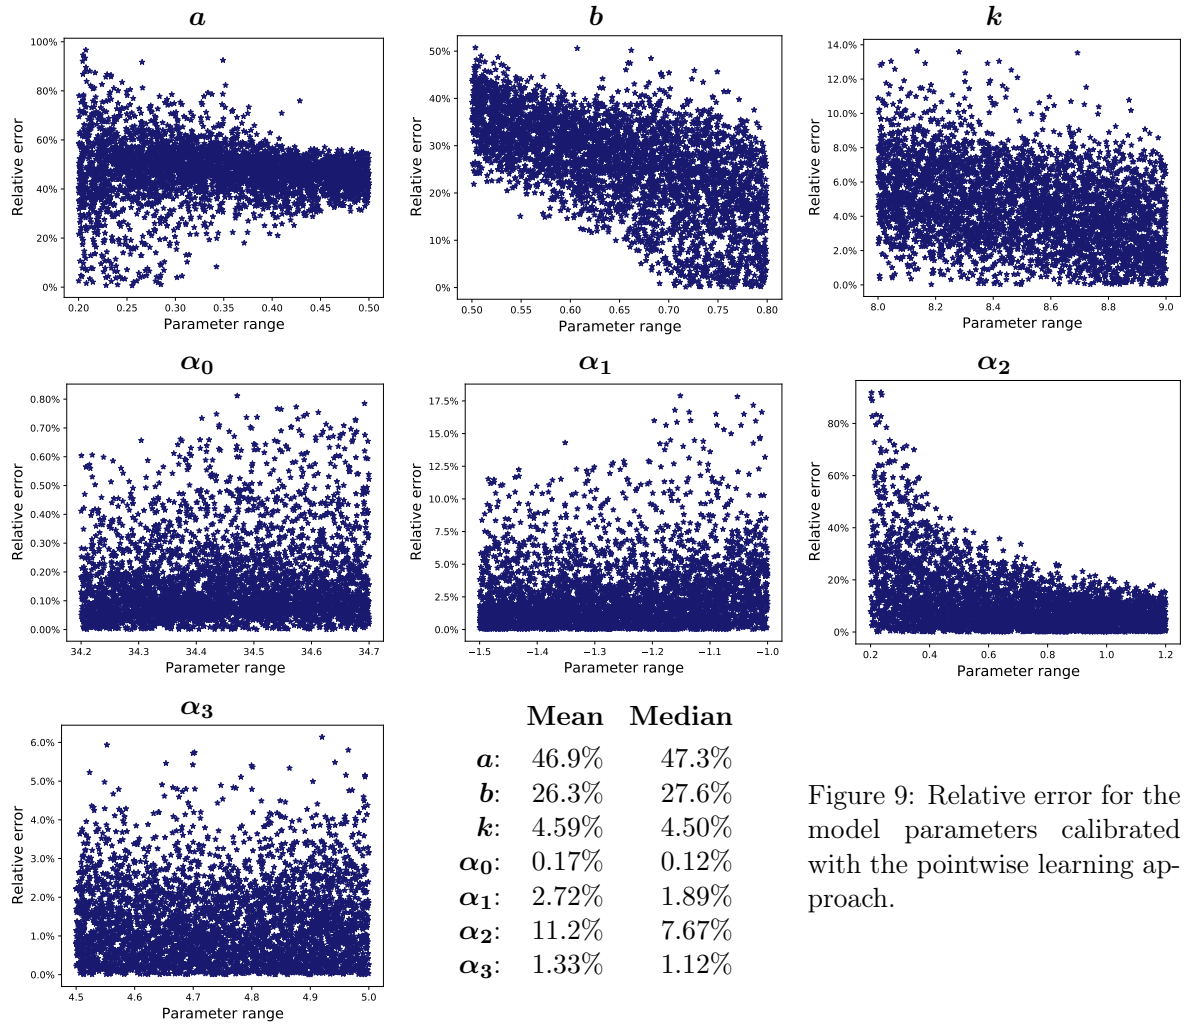 a
b
k
100%
80%
60%
40%
20%
0%
Relative error
0.20 0.25 0.30 0.35 0.40 0.45 0.50
Parameter range
50%
40%
30%
20%
10%
0%
Relative error
0.50 0.55 0.60 0.65 0.70 0.75 0.80
Parameter range
14.0%
12.0%
10.0%
8.0%
6.0%
4.0%
2.0%
0.0%
Relative error
8.0 8.2 8.4 8.6 8.8 9.0
Parameter range
α0
α1
α2
0.80%
0.70%
0.60%
0.50%
0.40%
0.30%
0.20%
0.10%
0.00%
Relative error
34.2 34.3 34.4 34.5 34.6 34.7
Parameter range
17.5%
15.0%
12.5%
10.0%
7.5%
5.0%
2.5%
0.0%
Relative error
−1.5 −1.4 −1.3 −1.2 −1.1 −1.0
Parameter range
80%
60%
40%
20%
0%
Relative error
0.2 0.4 0.6 0.8 1.0 1.2
Parameter range
α3
6.0%
5.0%
4.0%
3.0%
2.0%
1.0%
0.0%
Relative error
4.5 4.6 4.7 4.8 4.9 5.0
Parameter range
Mean Median
a: 46.9% 47.3%
b: 26.3% 27.6%
k: 4.59% 4.50%
α0: 0.17% 0.12%
α1: 2.72% 1.89%
α2: 11.2% 7.67%
α3: 1.33% 1.12%
Figure 9: Relative error for the
model parameters calibrated
with the pointwise learning ap-
proach.